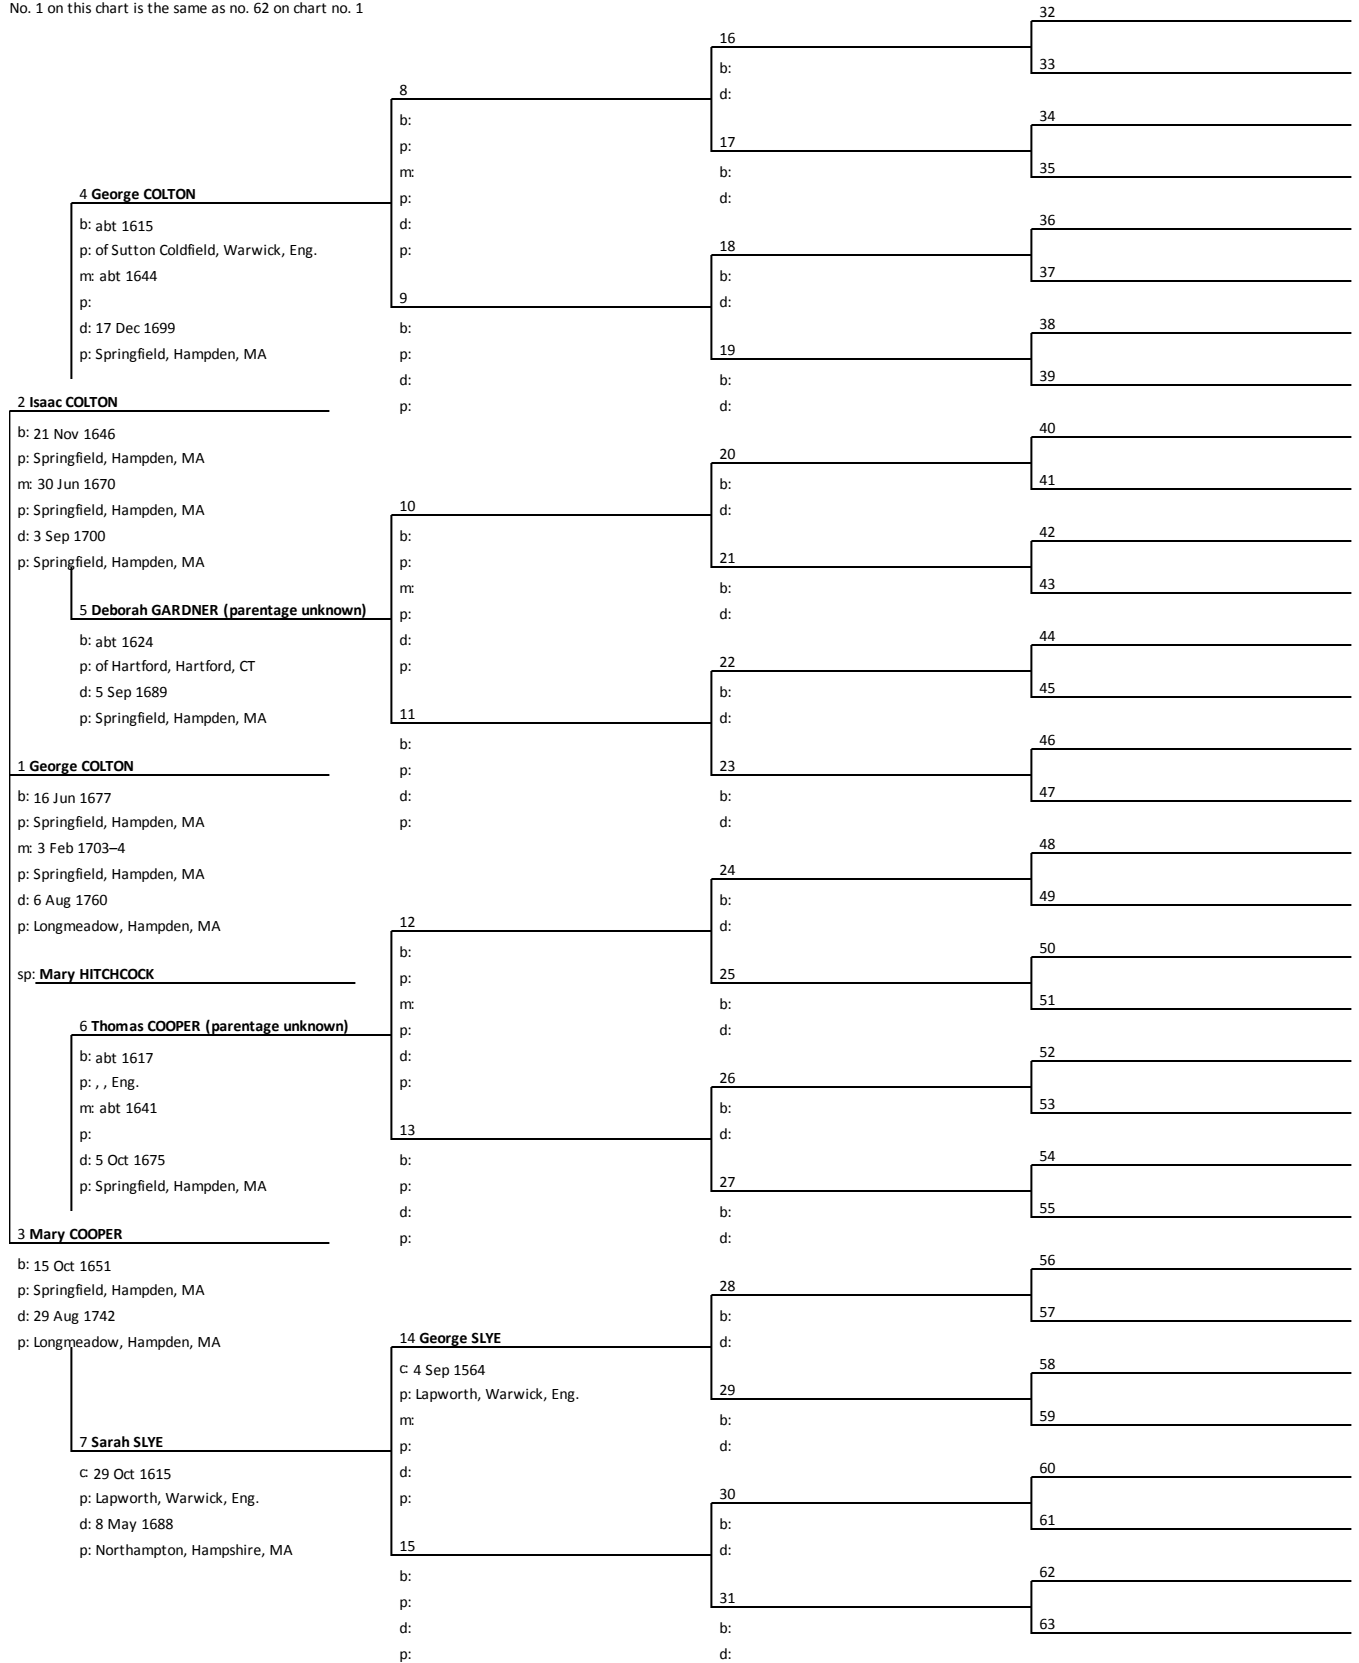 No. 1 on this chart is the same as no. 62 on chart no. 1
4 George COLTON
b: abt 1615
p: of Sutton Coldfield, Warwick, Eng.
m: abt 1644
p:
d: 17 Dec 1699
p: Springfield, Hampden, MA
2 Isaac COLTON
b: 21 Nov 1646
p: Springfield, Hampden, MA
m: 30 Jun 1670
p: Springfield, Hampden, MA
d: 3 Sep 1700
p: Springfield, Hampden, MA
5 Deborah GARDNER (parentage unknown)
b: abt 1624
p: of Hartford, Hartford, CT
d: 5 Sep 1689
p: Springfield, Hampden, MA
1 George COLTON
b: 16 Jun 1677
p: Springfield, Hampden, MA
m: 3 Feb 1703–4
p: Springfield, Hampden, MA
d: 6 Aug 1760
p: Longmeadow, Hampden, MA
sp: Mary HITCHCOCK
6 Thomas COOPER (parentage unknown)
b: abt 1617
p: , , Eng.
m: abt 1641
p:
d: 5 Oct 1675
p: Springfield, Hampden, MA
3 Mary COOPER
b: 15 Oct 1651
p: Springfield, Hampden, MA
d: 29 Aug 1742
p: Longmeadow, Hampden, MA
7 Sarah SLYE
c: 29 Oct 1615
p: Lapworth, Warwick, Eng.
d: 8 May 1688
p: Northampton, Hampshire, MA
8
b:
p:
m:
p:
d:
p:
9
b:
p:
d:
p:
10
b:
p:
m:
p:
d:
p:
11
b:
p:
d:
p:
12
b:
p:
m:
p:
d:
p:
13
b:
p:
d:
p:
14 George SLYE
c: 4 Sep 1564
p: Lapworth, Warwick, Eng.
m:
p:
d:
p:
15
b:
p:
d:
p:
16
b:
d:
17
b:
d:
18
b:
d:
19
b:
d:
20
b:
d:
21
b:
d:
22
b:
d:
23
b:
d:
24
b:
d:
25
b:
d:
26
b:
d:
27
b:
d:
28
b:
d:
29
b:
d:
30
b:
d:
31
b:
d:
32
33
34
35
36
37
38
39
40
41
42
43
44
45
46
47
48
49
50
51
52
53
54
55
56
57
58
59
60
61
62
63